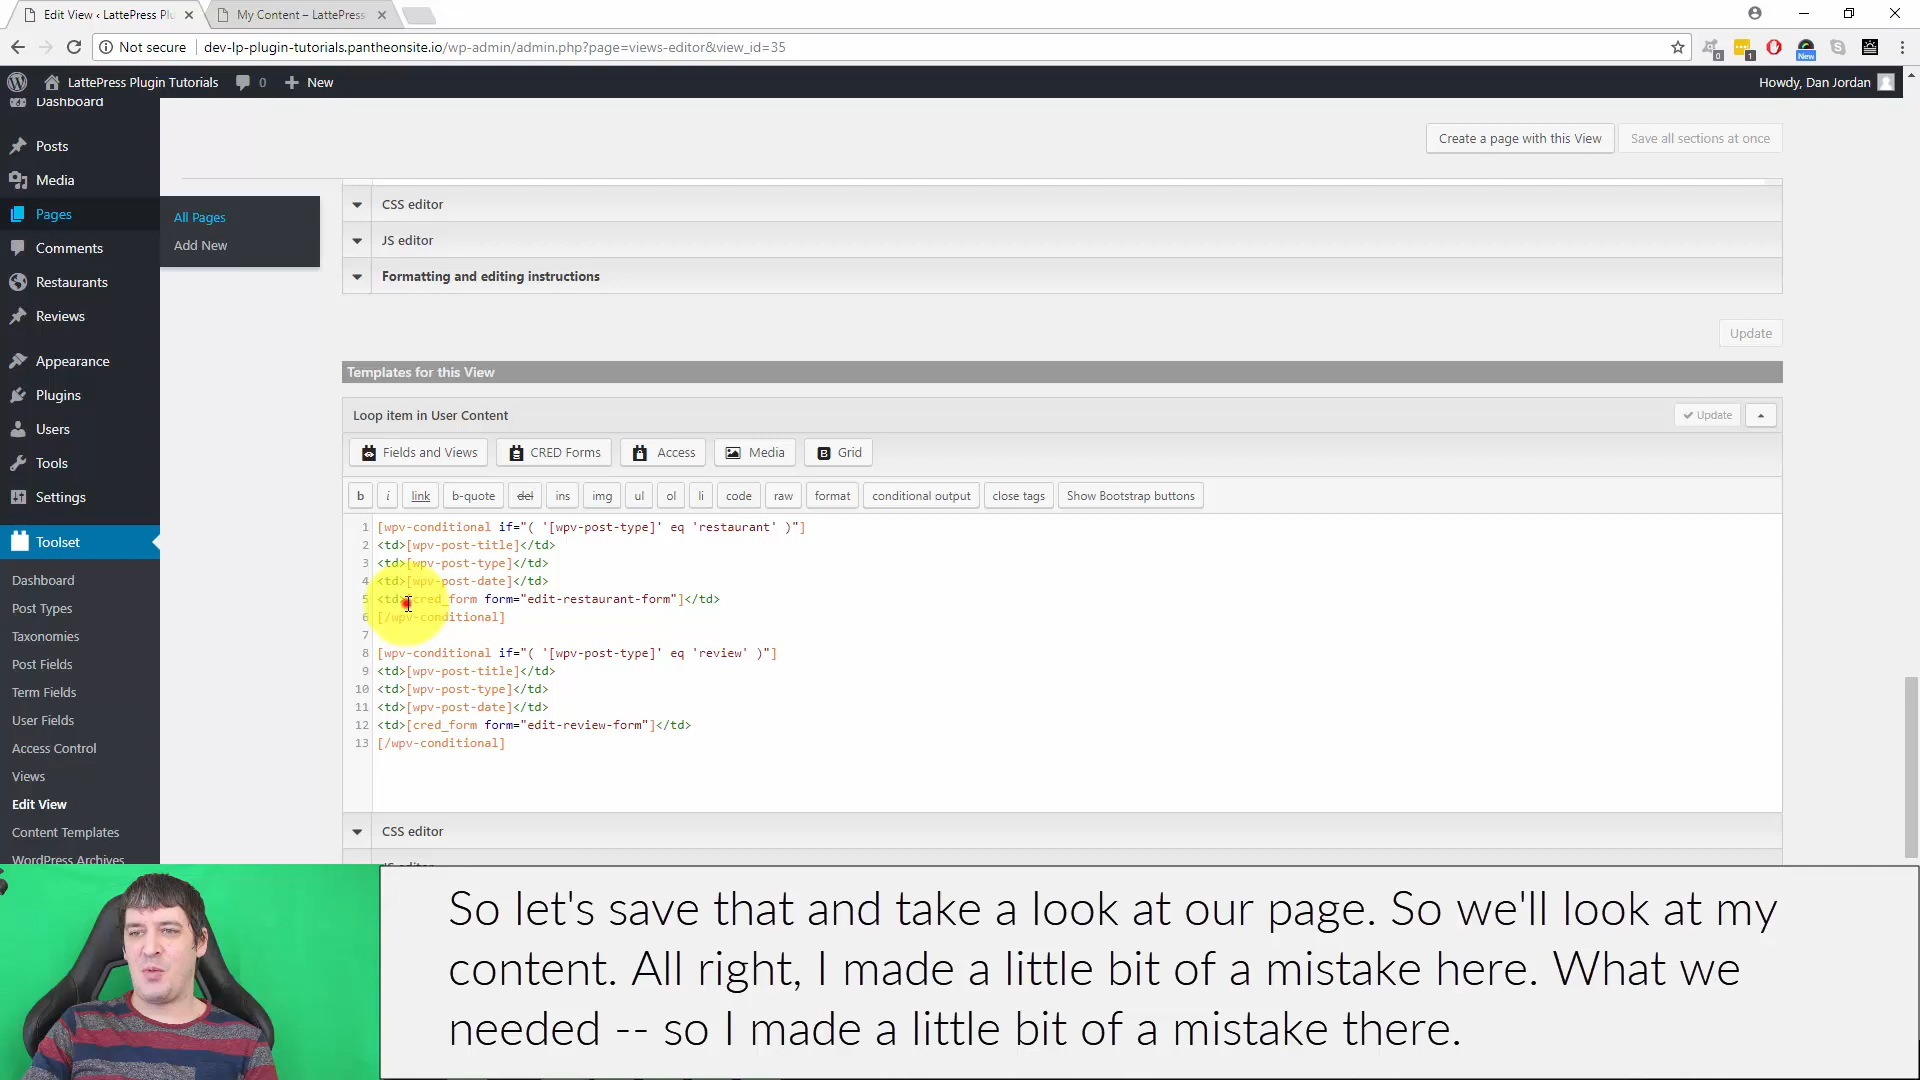 Edit View ‹ LattePress Plu
My Content – LattePress
Not secure
dev-lp-plugin-tutorials.pantheonsite.io/wp-admin/admin.php?page=views-editor&view_id=35
0
1
New
LattePress Plugin Tutorials
0
New
Howdy, Dan Jordan
Dashboard
Posts
Media
Pages
Comments
Restaurants
Reviews
Appearance
Plugins
Users
Tools
Settings
Toolset
Dashboard
Post Types
Taxonomies
Post Fields
Term Fields
User Fields
Access Control
Views
Edit View
Content Templates
WordPress Archives
All Pages
Add New
Create a page with this View
Save all sections at once
CSS editor
JS editor
Formatting and editing instructions
Update
Templates for this View
Loop item in User Content
Update
Fields and Views
CRED Forms
Access
Media
Grid
b
i
link
b-quote
del
ins
img
ul
ol
li
code
raw
format
conditional output
close tags
Show Bootstrap buttons
1 [wpv-conditional if="( '[wpv-post-type]' eq 'restaurant' )"]
2 <td>[wpv-post-title]</td>
3 <td>[wpv-post-type]</td>
4 <td>[wpv-post-date]</td>
5 <td>[cred_form form="edit-restaurant-form"]</td>
6 [/wpv-conditional]
7
8 [wpv-conditional if="( '[wpv-post-type]' eq 'review' )"]
9 <td>[wpv-post-title]</td>
10 <td>[wpv-post-type]</td>
11 <td>[wpv-post-date]</td>
12 <td>[cred_form form="edit-review-form"]</td>
13 [/wpv-conditional]
CSS editor
JS editor
So let's save that and take a look at our page. So we'll look at my
content. All right, I made a little bit of a mistake here. What we
needed -- so I made a little bit of a mistake there.